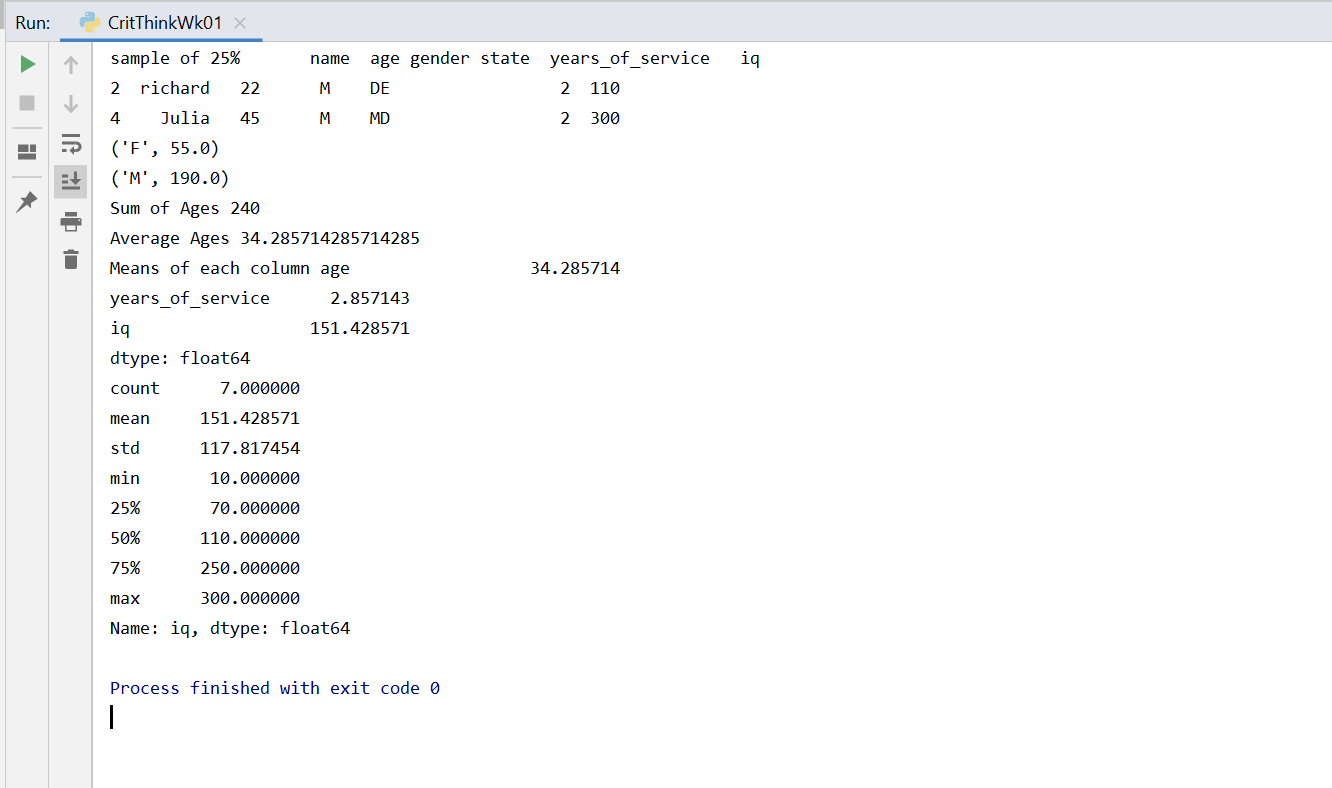 Run: CritThinkWk01
sample of 25%       name  age gender state  years_of_service   iq
2  richard   22      M    DE                 2  110
4    Julia   45      M    MD                 2  300
('F', 55.0)
('M', 190.0)
Sum of Ages 240
Average Ages 34.285714285714285
Means of each column age                  34.285714
years_of_service      2.857143
iq                  151.428571
dtype: float64
count      7.000000
mean     151.428571
std      117.817454
min       10.000000
25%       70.000000
50%      110.000000
75%      250.000000
max      300.000000
Name: iq, dtype: float64
Process finished with exit code 0